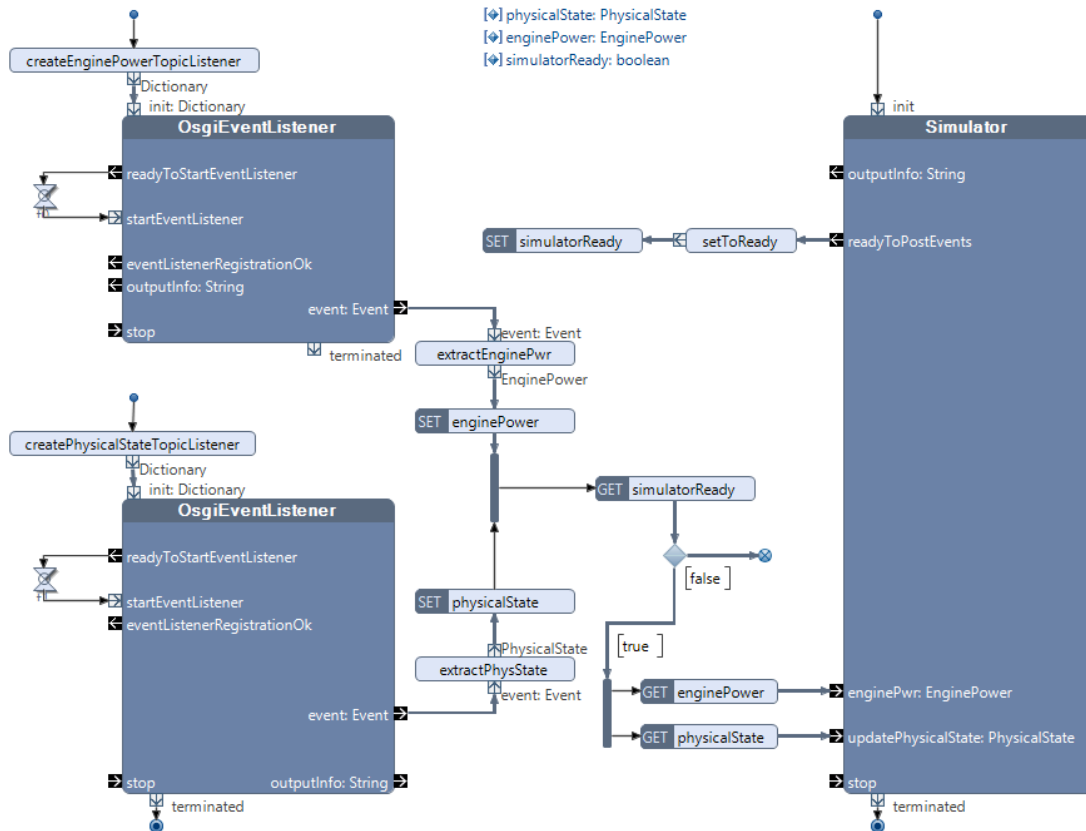 [◈] physicalState: PhysicalState
[◈] enginePower: EnginePower
[◈] simulatorReady: boolean
createEnginePowerTopicListener
Dictionary
init: Dictionary
OsgiEventListener
readyToStartEventListener
startEventListener
eventListenerRegistrationOk
outputInfo: String
event: Event
stop
terminated
event: Event
extractEnginePwr
EnginePower
SET enginePower
createPhysicalStateTopicListener
Dictionary
init: Dictionary
OsgiEventListener
readyToStartEventListener
startEventListener
eventListenerRegistrationOk
event: Event
stop
outputInfo: String
terminated
SET physicalState
PhysicalState
extractPhysState
event: Event
init
Simulator
outputInfo: String
SET simulatorReady
setToReady
readyToPostEvents
GET simulatorReady
[false ]
[true ]
GET enginePower
enginePwr: EnginePower
GET physicalState
updatePhysicalState: PhysicalState
stop
terminated